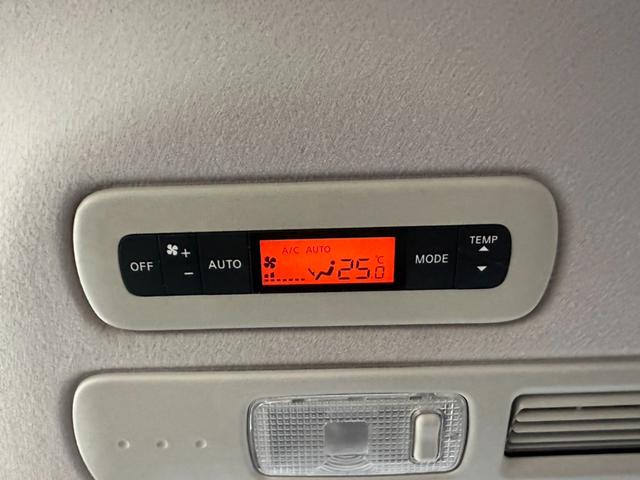 OFF + - AUTO
A/C AUTO
25.0 °C
MODE
TEMP